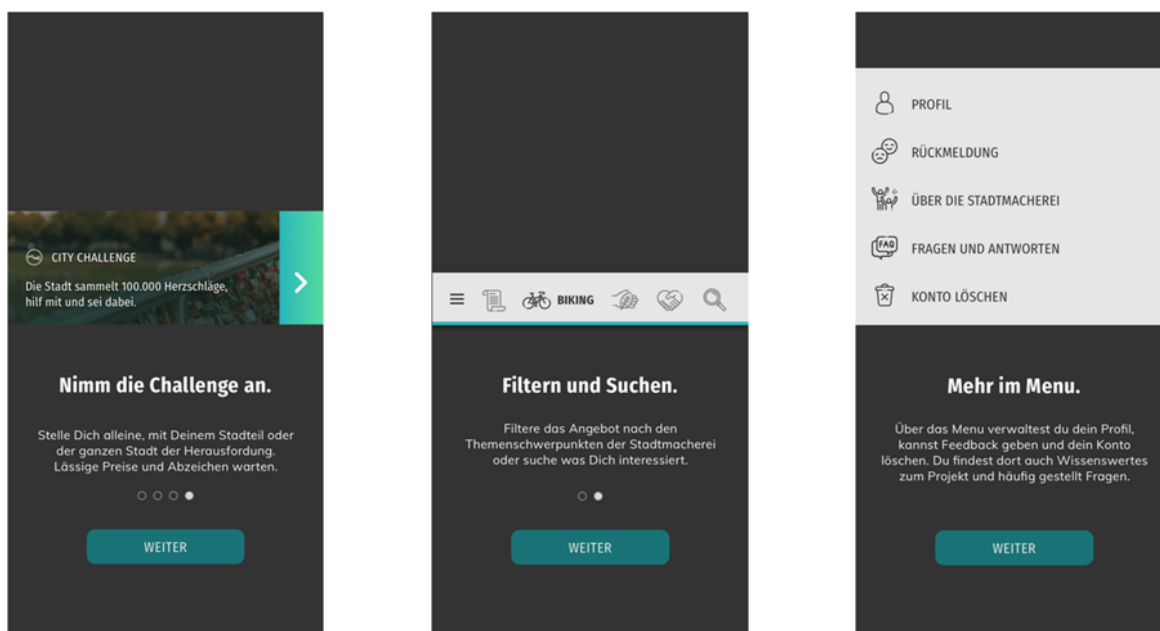 CITY CHALLENGE
Die Stadt sammelt 100.000 Herzschläge,
hilf mit und sei dabei.
Nimm die Challenge an.
Stelle Dich alleine, mit Deinem Stadtteil oder
der ganzen Stadt der Herausfordung.
Lässige Preise und Abzeichen warten.
WEITER
BIKING
Filtern und Suchen.
Filtere das Angebot nach den
Themenschwerpunkten der Stadtmacherei
oder suche was Dich interessiert.
WEITER
PROFIL
RÜCKMELDUNG
ÜBER DIE STADTMACHEREI
FAQ
FRAGEN UND ANTWORTEN
KONTO LÖSCHEN
Mehr im Menu.
Über das Menu verwaltest du dein Profil,
kannst Feedback geben und dein Konto
löschen. Du findest dort auch Wissenswertes
zum Projekt und häufig gestellt Fragen.
WEITER